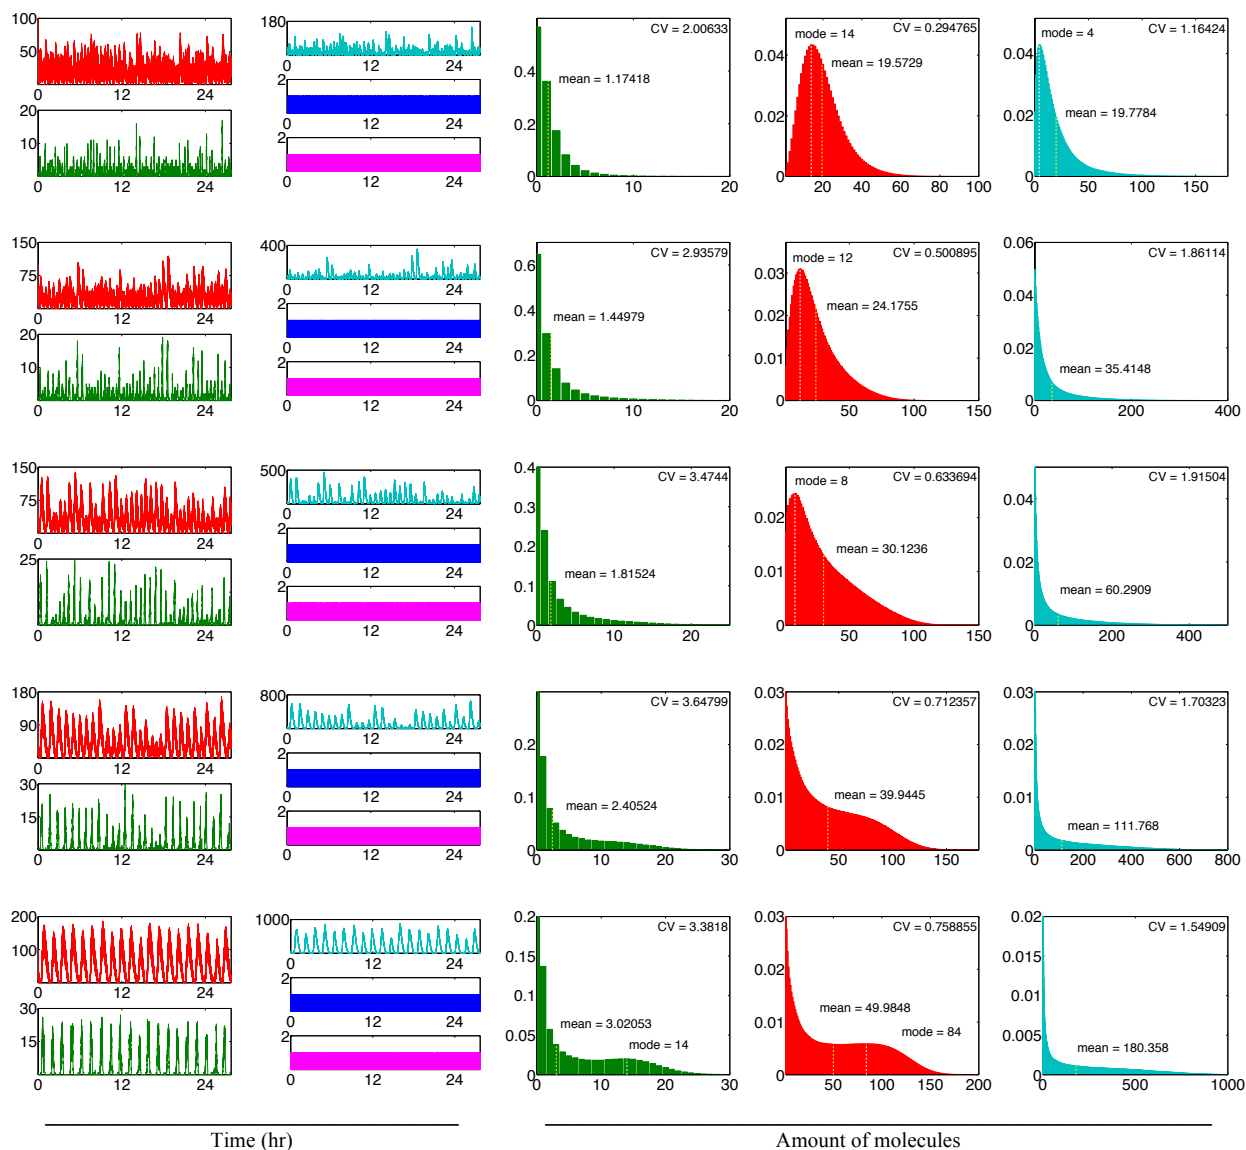 100
50
0
0 12 24
20
10
0 12 24
180
0 12 24
2
0
0 12 24
2
0
0 12 24
0.4
0.2
0
0 10 20
CV = 2.00633
mean = 1.17418
0.04
0.02
0
20 40 60 80 100
mode = 14
CV = 0.294765
mean = 19.5729
0.04
0.02
0
0 50 100 150
mode = 4
CV = 1.16424
mean = 19.7784
150
75
0 12 24
20
10
0 12 24
400
0 12 24
2
0
0 12 24
2
0
0 12 24
0.6
0.4
0.2
0
0 10 20
CV = 2.93579
mean = 1.44979
0.03
0.02
0.01
0
50 100 150
mode = 12
CV = 0.500895
mean = 24.1755
0.06
0.04
0.02
0
0 200 400
CV = 1.86114
mean = 35.4148
150
75
0 12 24
25
0 12 24
500
0 12 24
2
0
0 12 24
2
0
0 12 24
0.4
0.3
0.2
0.1
0
0 10 20
CV = 3.4744
mean = 1.81524
0.02
0.01
0
50 100 150
mode = 8
CV = 0.633694
mean = 30.1236
0.04
0.02
0
0 200 400
CV = 1.91504
mean = 60.2909
180
90
0 12 24
30
15
0 12 24
800
0 12 24
2
0
0 12 24
2
0
0 12 24
0.2
0.1
0
0 10 20 30
CV = 3.64799
mean = 2.40524
0.03
0.02
0.01
0
50 100 150
CV = 0.712357
mean = 39.9445
0.03
0.02
0.01
0
0 200 400 600 800
CV = 1.70323
mean = 111.768
200
100
0 12 24
30
15
0 12 24
1000
0 12 24
2
0
0 12 24
2
0
0 12 24
0.2
0.15
0.1
0.05
0
0 10 20 30
CV = 3.3818
mean = 3.02053
mode = 14
0.03
0.02
0.01
0
50 100 150 200
CV = 0.758855
mean = 49.9848
mode = 84
0.02
0.015
0.01
0.005
0
0 500 1000
CV = 1.54909
mean = 180.358
Time (hr)
Amount of molecules